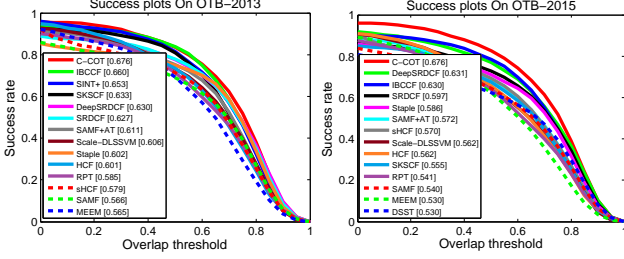 Success plots On OTB-2013
Success rate
1
0.8
0.6
0.4
0.2
0
C-COT [0.676]
IBCCF [0.660]
SINT+ [0.653]
SKSCF [0.633]
DeepSRDCF [0.630]
SRDCF [0.627]
SAMF+AT [0.611]
Scale-DLSSVM [0.606]
Staple [0.602]
HCF [0.601]
RPT [0.585]
sHCF [0.579]
SAMF [0.566]
MEEM [0.565]
0 0.2 0.4 0.6 0.8 1
Overlap threshold
Success plots On OTB-2015
Success rate
1
0.8
0.6
0.4
0.2
0
C-COT [0.676]
DeepSRDCF [0.631]
IBCCF [0.630]
SRDCF [0.597]
Staple [0.586]
SAMF+AT [0.572]
sHCF [0.570]
Scale-DLSSVM [0.562]
HCF [0.562]
SKSCF [0.555]
RPT [0.541]
SAMF [0.540]
MEEM [0.530]
DSST [0.530]
0 0.2 0.4 0.6 0.8 1
Overlap threshold